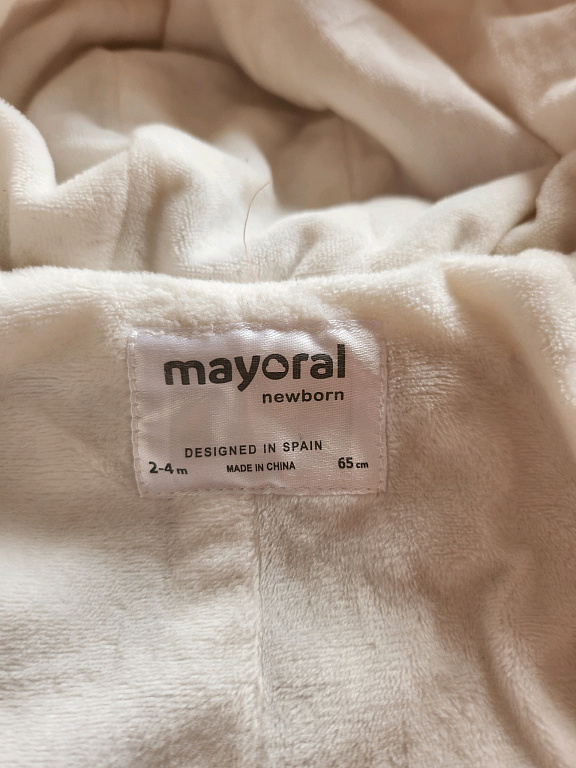 mayoral
newborn
DESIGNED IN SPAIN
2-4 m MADE IN CHINA 65 cm